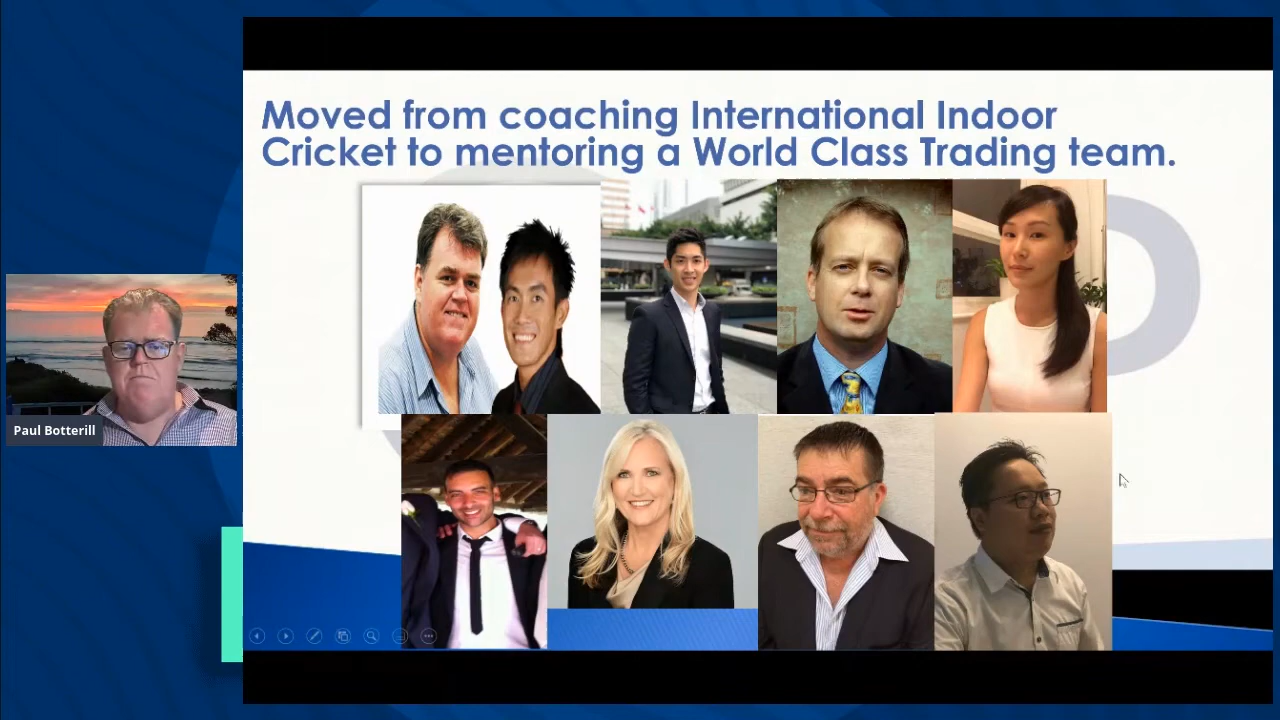 Moved from coaching International Indoor
Cricket to mentoring a World Class Trading team.
Paul Botterill